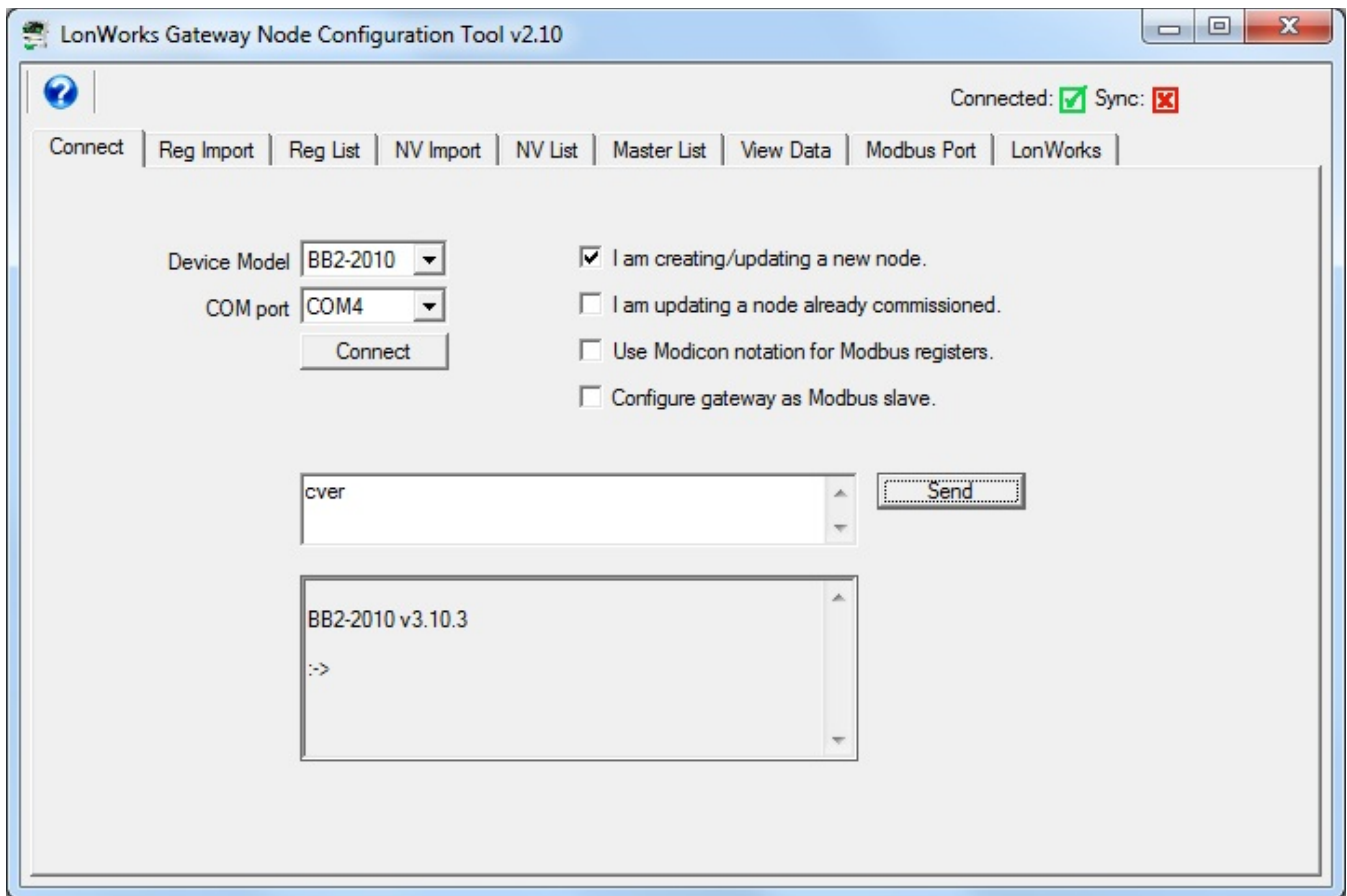 LonWorks Gateway Node Configuration Tool v2.10
Connected: Sync:
Connect Reg Import Reg List NV Import NV List Master List View Data Modbus Port LonWorks
Device Model BB2-2010
COM port COM4
Connect
I am creating/updating a new node.
I am updating a node already commissioned.
Use Modicon notation for Modbus registers.
Configure gateway as Modbus slave.
cver
Send
BB2-2010 v3.10.3
:->